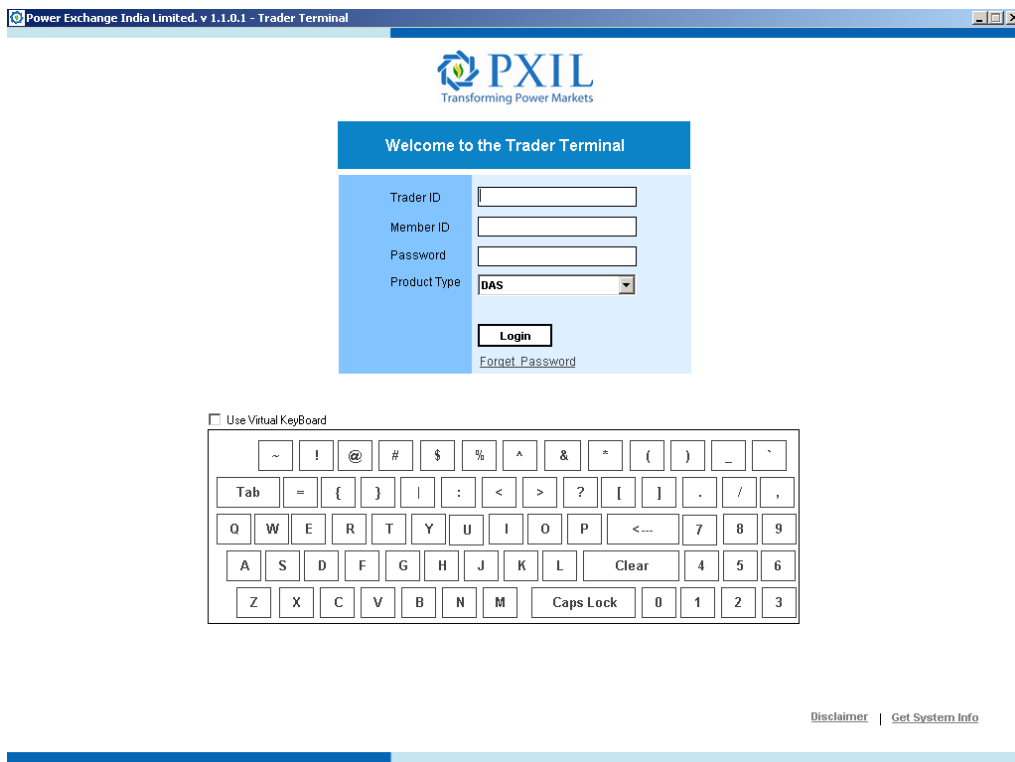 Power Exchange India Limited. v 1.1.0.1 - Trader Terminal
PXIL
Transforming Power Markets
Welcome to the Trader Terminal
Trader ID
Member ID
Password
Product Type DAS
Login
Forget Password
Use Virtual KeyBoard
~ ! @ # $ % ^ & * ( ) _ `
Tab = { } | : < > ? [ ] . / ,
Q W E R T Y U I O P <--- 7 8 9
A S D F G H J K L Clear 4 5 6
Z X C V B N M Caps Lock 0 1 2 3
Disclaimer | Get System Info